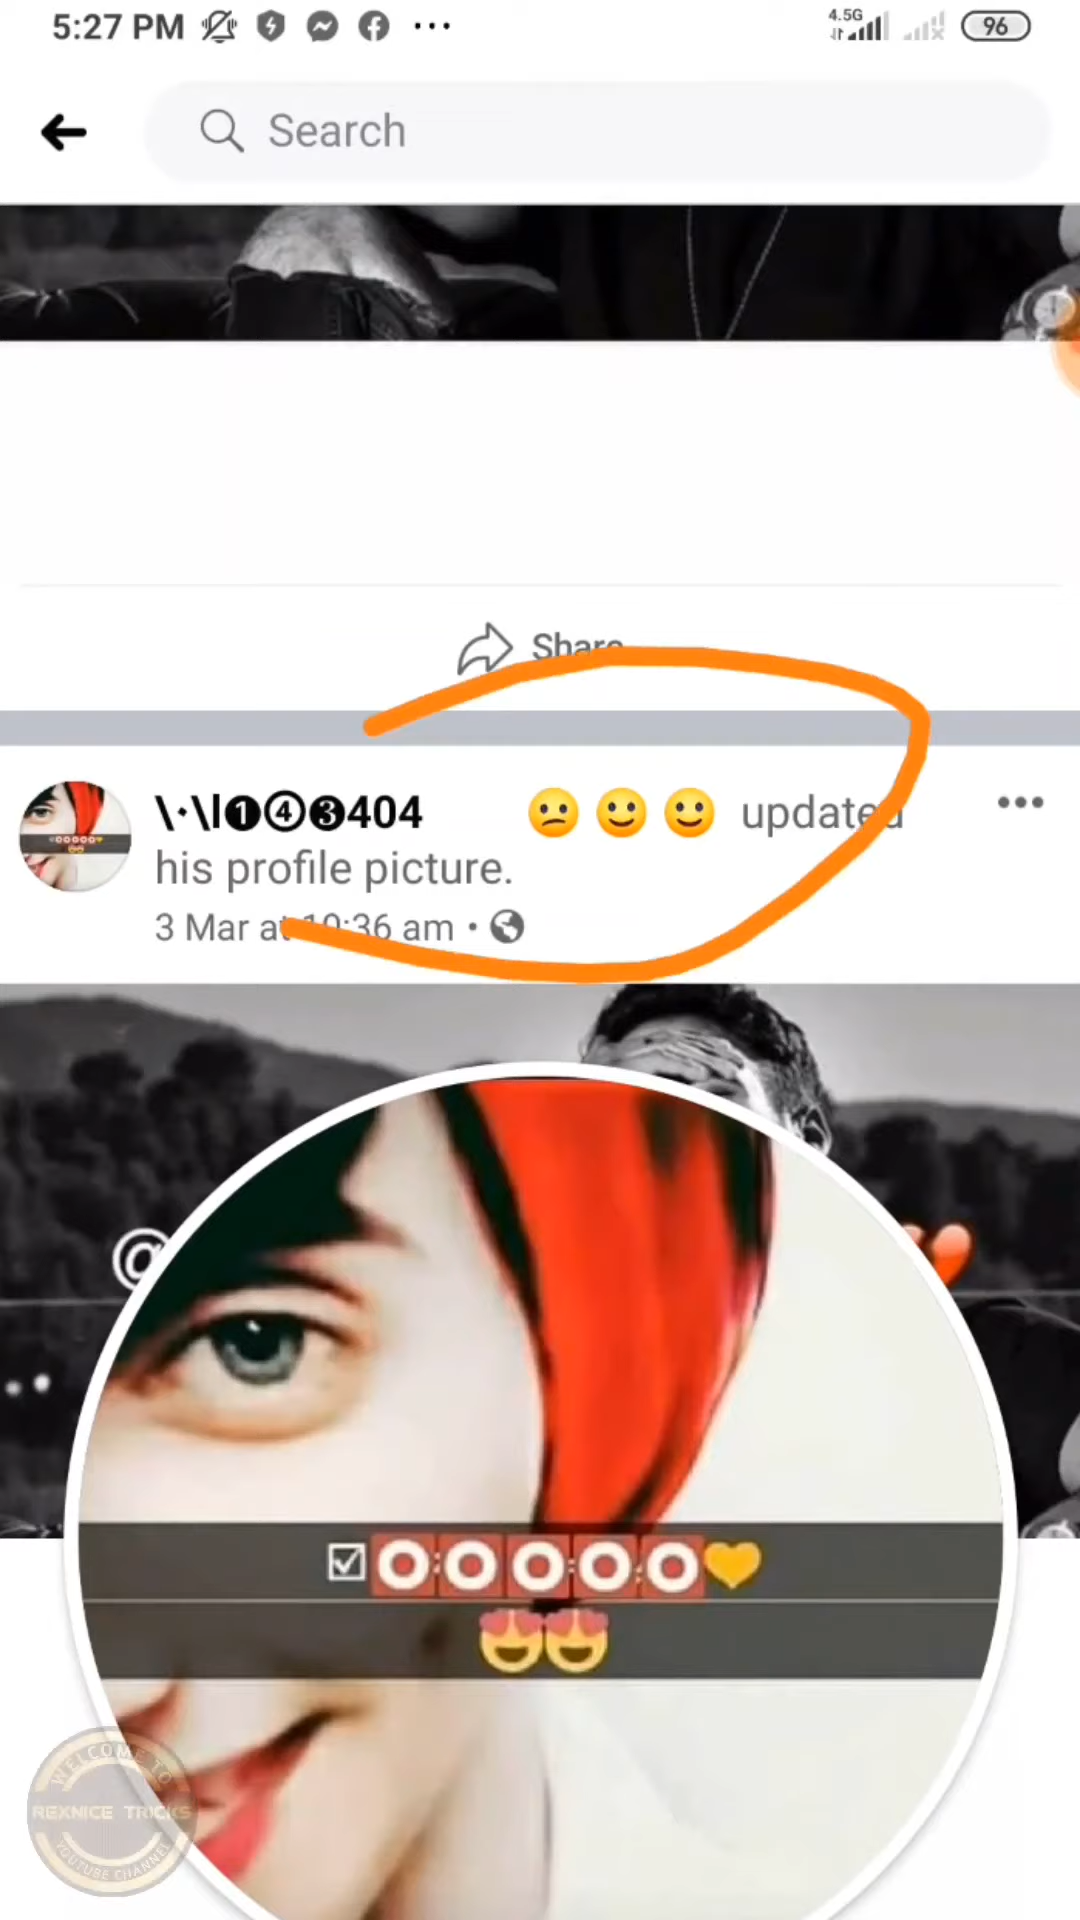 5:27 PM ... 4.5G 96
Search
Share
\·\l❶④❸404 😕🙂🙂 updated
his profile picture.
3 Mar at 10:36 am ·
@
☑⭕:⭕:⭕:⭕:⭕💛
😍😍
WELCOME TO
REXNICE TRICKS
YOUTUBE CHANNEL